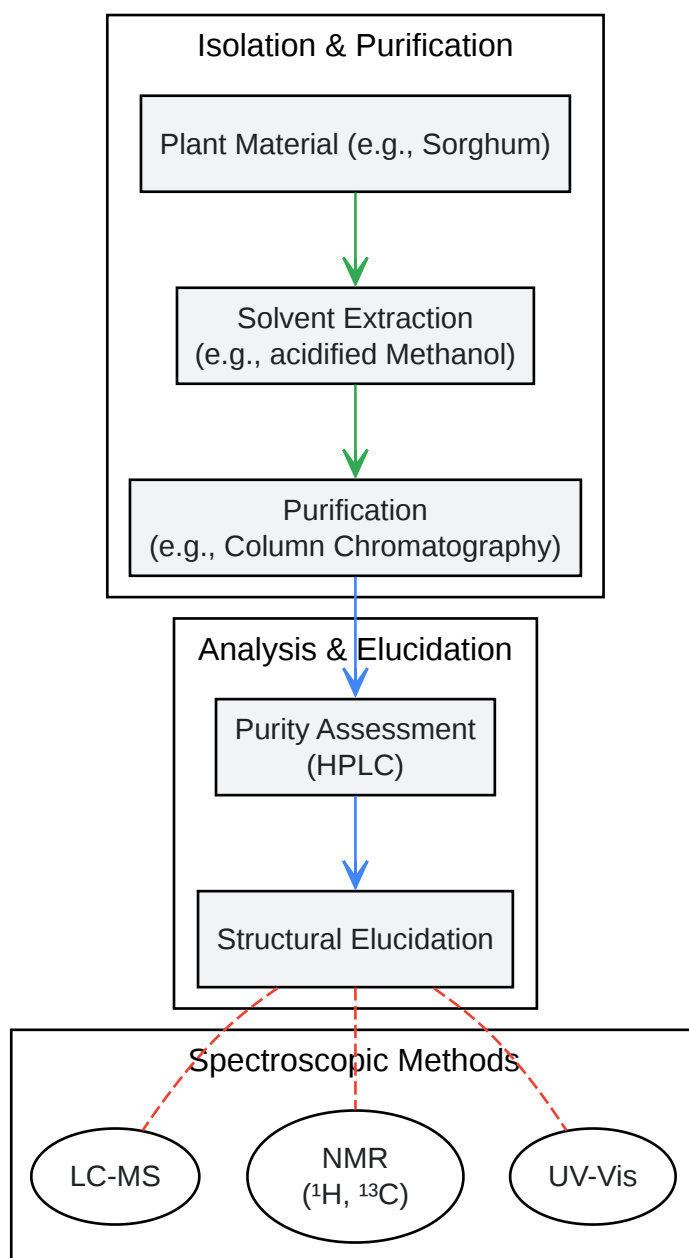 Isolation & Purification
Plant Material (e.g., Sorghum)
Solvent Extraction
(e.g., acidified Methanol)
Purification
(e.g., Column Chromatography)
Analysis & Elucidation
Purity Assessment
(HPLC)
Structural Elucidation
Spectroscopic Methods
LC-MS
NMR
(¹H, ¹³C)
UV-Vis